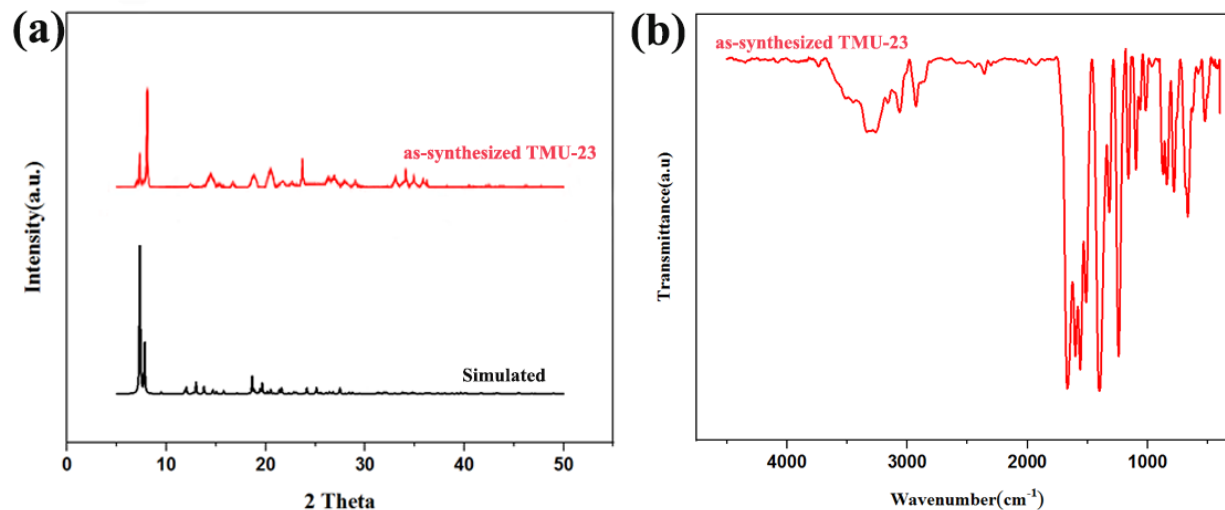 (a)
as-synthesized TMU-23
Simulated
Intensity(a.u.)
0 10 20 30 40 50
2 Theta
(b)
as-synthesized TMU-23
Transmittance(a.u)
4000 3000 2000 1000
Wavenumber(cm⁻¹)